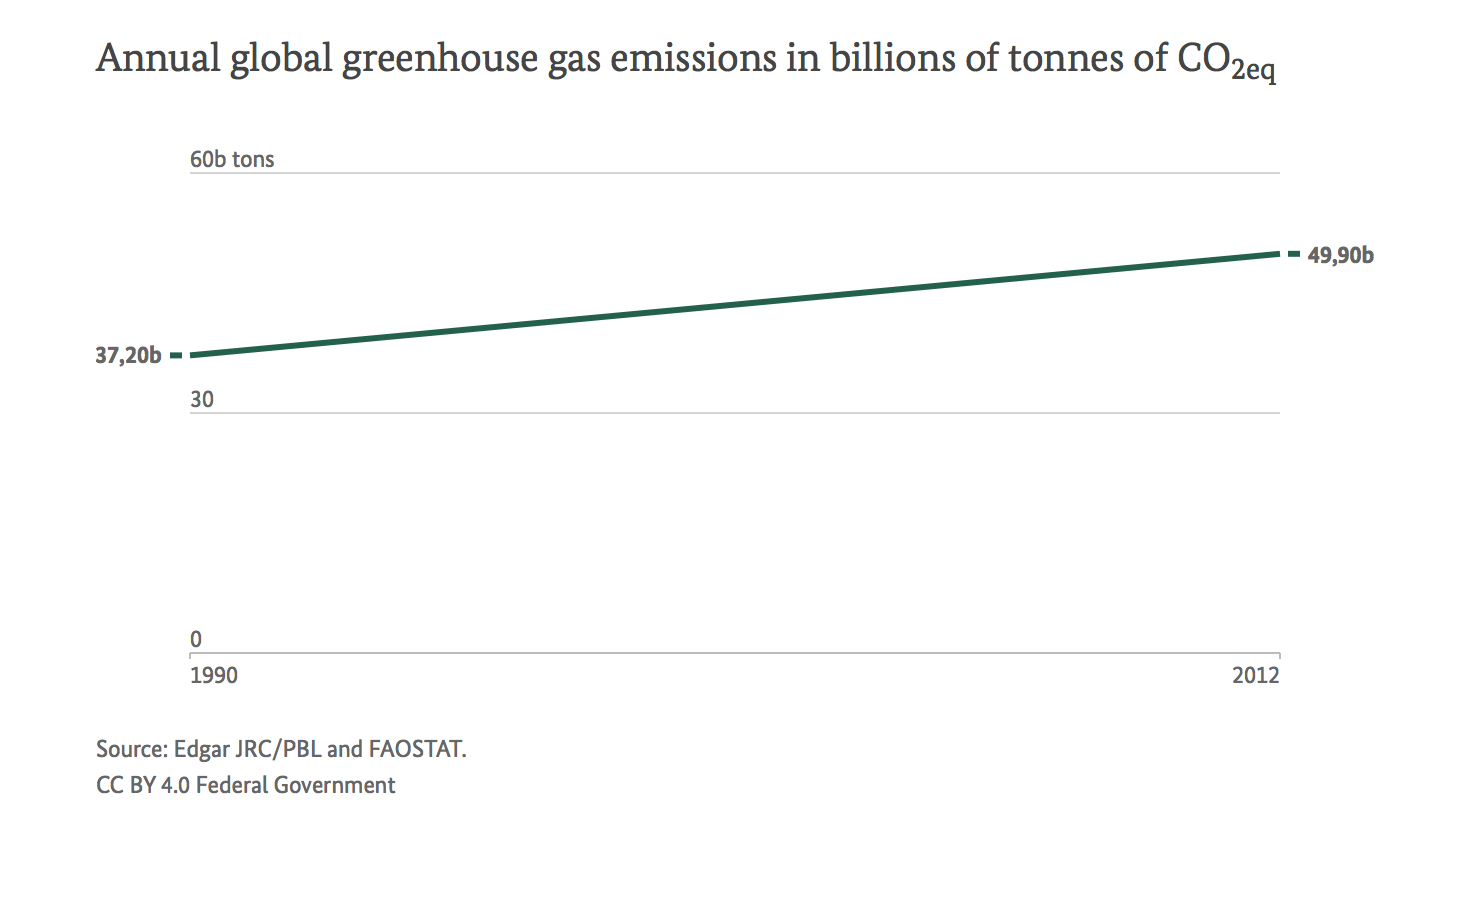 Annual global greenhouse gas emissions in billions of tonnes of CO2eq
60b tons
49,90b
37,20b
30
0
1990 2012
Source: Edgar JRC/PBL and FAOSTAT.
CC BY 4.0 Federal Government